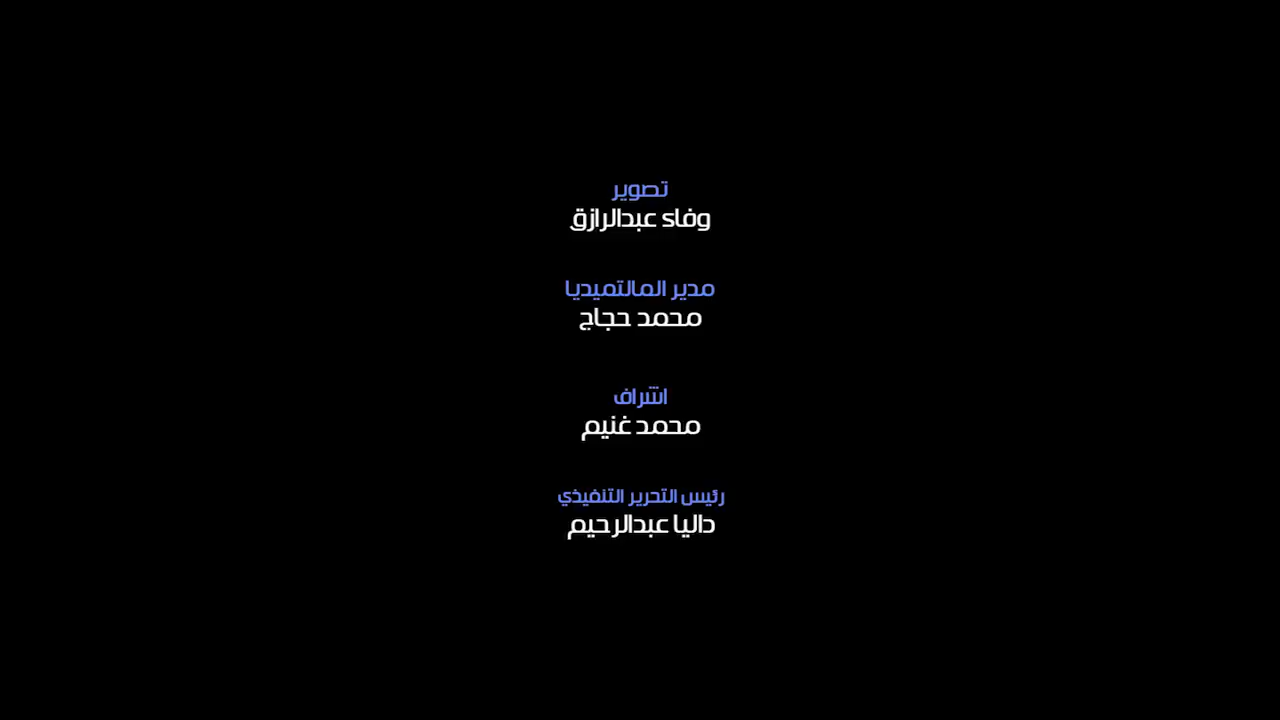 تصوير
وفاء عبدالرازق
مدير المالتميديا
محمد حجاج
اشراف
محمد غنيم
رئيس التحرير التنفيذي
داليا عبدالرحيم